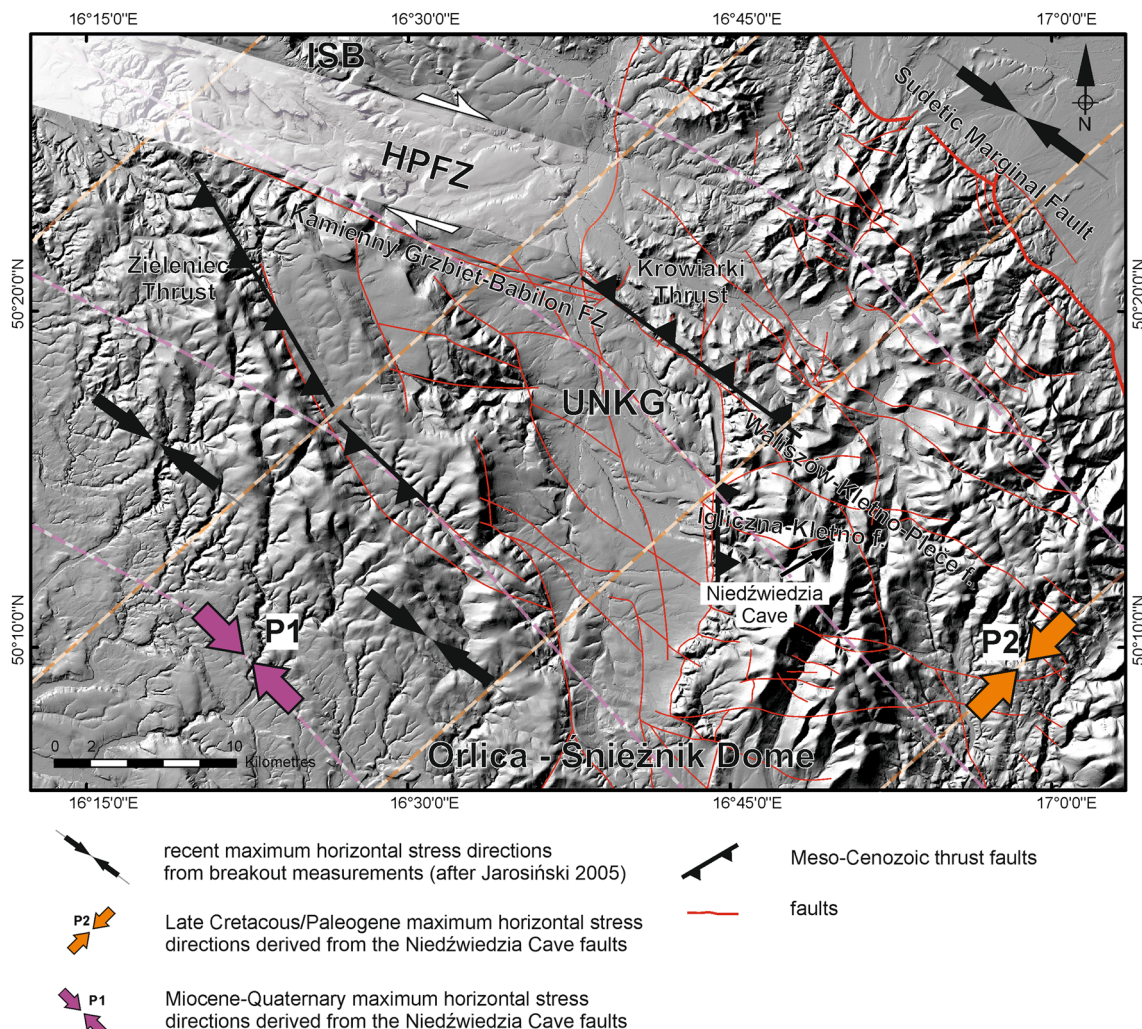 16°15'0"E
16°30'0"E
16°45'0"E
17°0'0"E
ISB
Sudetic Marginal Fault
N
HPFZ
Kamienny Grzbiet-Babilon FZ
Zieleniec
Thrust
Krowiarki
Thrust
50°20'0"N
50°20'0"N
UNKG
Waliszów-Kletno-Pleče f.
Igliczna-Kletno f.
Niedźwiedzia
Cave
50°10'0"N
50°10'0"N
P1
P2
Orlica - Śnieżnik Dome
0 2 10
Kilometres
16°15'0"E
16°30'0"E
16°45'0"E
17°0'0"E
recent maximum horizontal stress directions
from breakout measurements (after Jarosiński 2005)
Meso-Cenozoic thrust faults
P2
Late Cretacous/Paleogene maximum horizontal stress
directions derived from the Niedźwiedzia Cave faults
faults
P1
Miocene-Quaternary maximum horizontal stress
directions derived from the Niedźwiedzia Cave faults